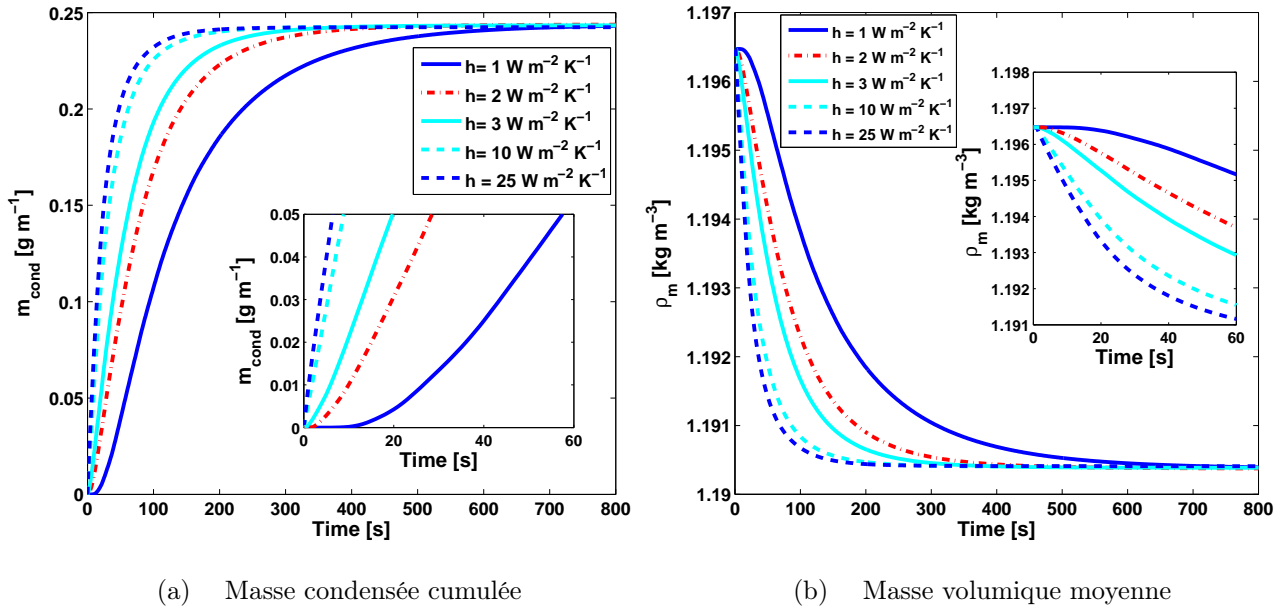 0.25
0.2
0.15
0.1
0.05
0
m_cond [g m⁻¹]
0 100 200 300 400 500 600 700 800
Time [s]
h= 1 W m⁻² K⁻¹
h= 2 W m⁻² K⁻¹
h= 3 W m⁻² K⁻¹
h= 10 W m⁻² K⁻¹
h = 25 W m⁻² K⁻¹
0.05
0.04
0.03
0.02
0.01
0.00
m_cond [g m⁻¹]
0 20 40 60
Time [s]
(a) Masse condensée cumulée
1.197
1.196
1.195
1.194
1.193
1.192
1.191
1.19
ρ_m [kg m⁻³]
0 100 200 300 400 500 600 700 800
Time [s]
h = 1 W m⁻² K⁻¹
h = 2 W m⁻² K⁻¹
h = 3 W m⁻² K⁻¹
h = 10 W m⁻² K⁻¹
h = 25 W m⁻² K⁻¹
1.198
1.197
1.196
1.195
1.194
1.193
1.192
1.191
ρ_m [kg m⁻³]
0 20 40 60
Time [s]
(b) Masse volumique moyenne